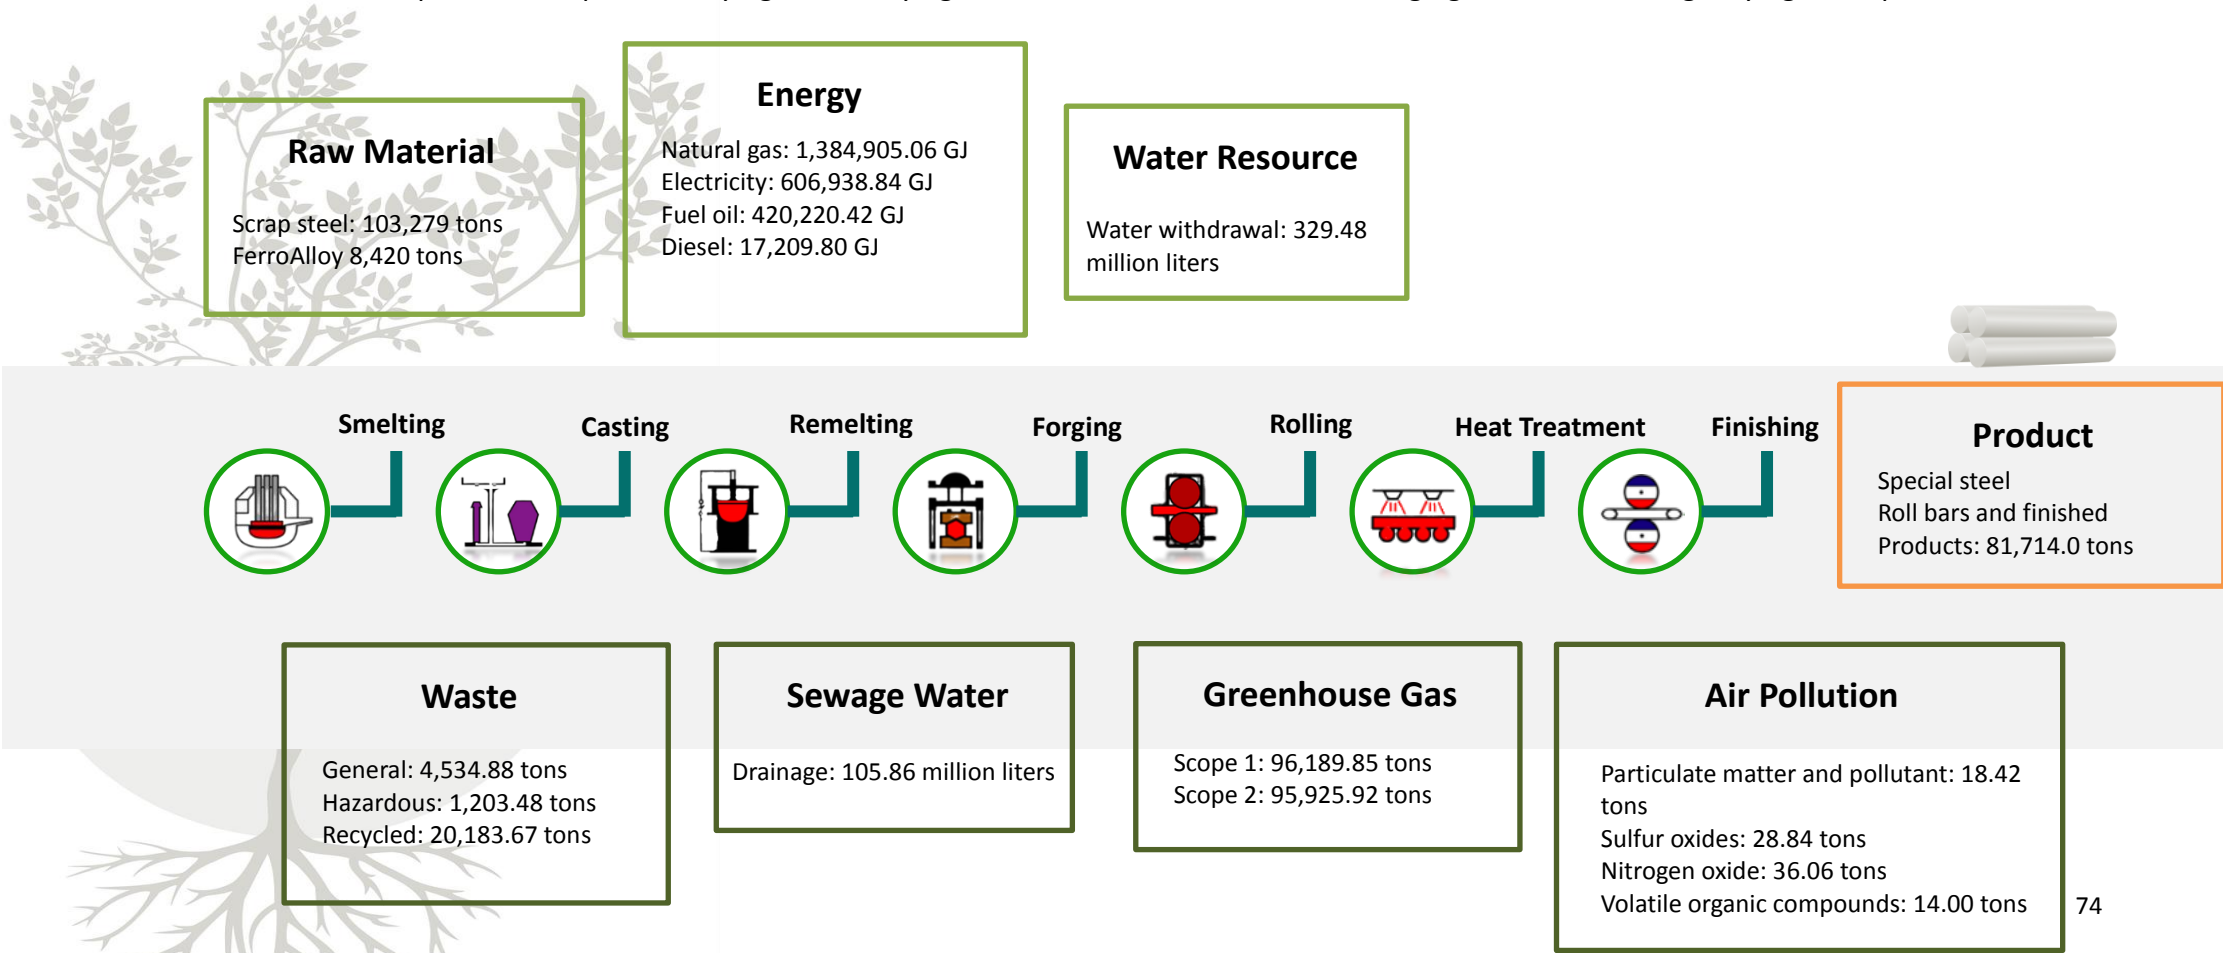 Energy
Natural gas: 1,384,905.06 GJ
Electricity: 606,938.84 GJ
Fuel oil: 420,220.42 GJ
Diesel: 17,209.80 GJ
Raw Material
Scrap steel: 103,279 tons
FerroAlloy 8,420 tons
Water Resource
Water withdrawal: 329.48
million liters
Smelting
Casting
Remelting
Forging
Rolling
Heat Treatment
Finishing
Product
Special steel
Roll bars and finished
Products: 81,714.0 tons
Waste
General: 4,534.88 tons
Hazardous: 1,203.48 tons
Recycled: 20,183.67 tons
Sewage Water
Drainage: 105.86 million liters
Greenhouse Gas
Scope 1: 96,189.85 tons
Scope 2: 95,925.92 tons
Air Pollution
Particulate matter and pollutant: 18.42
tons
Sulfur oxides: 28.84 tons
Nitrogen oxide: 36.06 tons
Volatile organic compounds: 14.00 tons
74